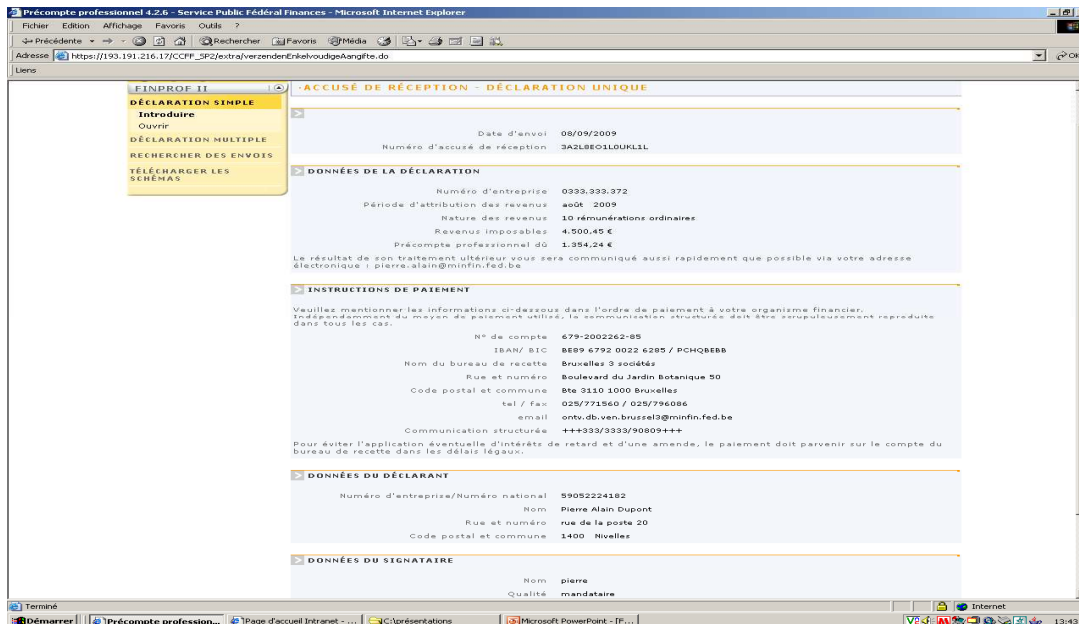 Précompte professionnel 4.2.6 - Service Public Fédéral Finances - Microsoft Internet Explorer
Fichier Edition Affichage Favoris Outils ?
Précédente Rechercher Favoris Média
Adresse https://193.191.216.17/CCFF_SP2/extra/verzendenEnkelvoudigeAangifte.do OK
Liens
FINPROF II
DÉCLARATION SIMPLE
Introduire
Ouvrir
DÉCLARATION MULTIPLE
RECHERCHER DES ENVOIS
TÉLÉCHARGER LES
SCHÉMAS
·ACCUSÉ DE RÉCEPTION - DÉCLARATION UNIQUE
Date d'envoi 08/09/2009
Numéro d'accusé de réception 3A2L8EO1L0UKL1L
DONNÉES DE LA DÉCLARATION
Numéro d'entreprise 0333.333.372
Période d'attribution des revenus août 2009
Nature des revenus 10 rémunérations ordinaires
Revenus imposables 4.500,45 €
Précompte professionnel dû 1.354,24 €
Le résultat de son traitement ultérieur vous sera communiqué aussi rapidement que possible via votre adresse
électronique : pierre.alain@minfin.fed.be
INSTRUCTIONS DE PAIEMENT
Veuillez mentionner les informations ci-dessous dans l'ordre de paiement à votre organisme financier.
Indépendamment du moyen de paiement utilisé, la communication structurée doit être scrupuleusement reproduite
dans tous les cas.
N° de compte 679-2002262-85
IBAN/ BIC BE89 6792 0022 6285 / PCHQBEBB
Nom du bureau de recette Bruxelles 3 sociétés
Rue et numéro Boulevard du Jardin Botanique 50
Code postal et commune Bte 3110 1000 Bruxelles
tel / fax 025/771560 / 025/796086
email ontv.db.ven.brussel3@minfin.fed.be
Communication structurée +++333/3333/90809+++
Pour éviter l'application éventuelle d'intérêts de retard et d'une amende, le paiement doit parvenir sur le compte du
bureau de recette dans les délais légaux.
DONNÉES DU DÉCLARANT
Numéro d'entreprise/Numéro national 59052224182
Nom Pierre Alain Dupont
Rue et numéro rue de la poste 20
Code postal et commune 1400 Nivelles
DONNÉES DU SIGNATAIRE
Nom pierre
Qualité mandataire
Terminé Internet
Démarrer Précompte profession... Page d'accueil Intranet - ... C:\présentations Microsoft PowerPoint - [F... 13:43